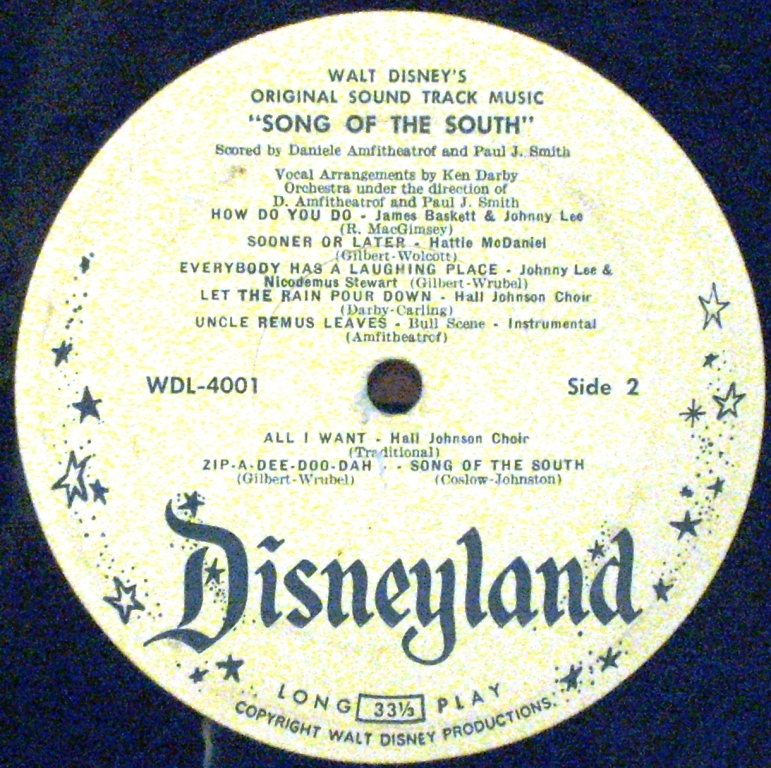 WALT DISNEY'S
ORIGINAL SOUND TRACK MUSIC
"SONG OF THE SOUTH"
Scored by Daniele Amfitheatrof and Paul J. Smith
Vocal Arrangements by Ken Darby
Orchestra under the direction of
D. Amfitheatrof and Paul J. Smith
HOW DO YOU DO - James Baskett & Johnny Lee
(R. MacGimsey)
SOONER OR LATER - Hattie McDaniel
(Gilbert-Wolcott)
EVERYBODY HAS A LAUGHING PLACE - Johnny Lee &
Nicodemus Stewart (Gilbert-Wrubel)
LET THE RAIN POUR DOWN - Hall Johnson Choir
(Darby-Carling)
UNCLE REMUS LEAVES - Bull Scene - Instrumental
(Amfitheatrof)
WDL-4001 Side 2
ALL I WANT - Hall Johnson Choir
(Traditional)
ZIP-A-DEE-DOO-DAH - - SONG OF THE SOUTH
(Gilbert-Wrubel) (Coslow-Johnston)
Disneyland
LONG 33⅓ PLAY
COPYRIGHT WALT DISNEY PRODUCTIONS.